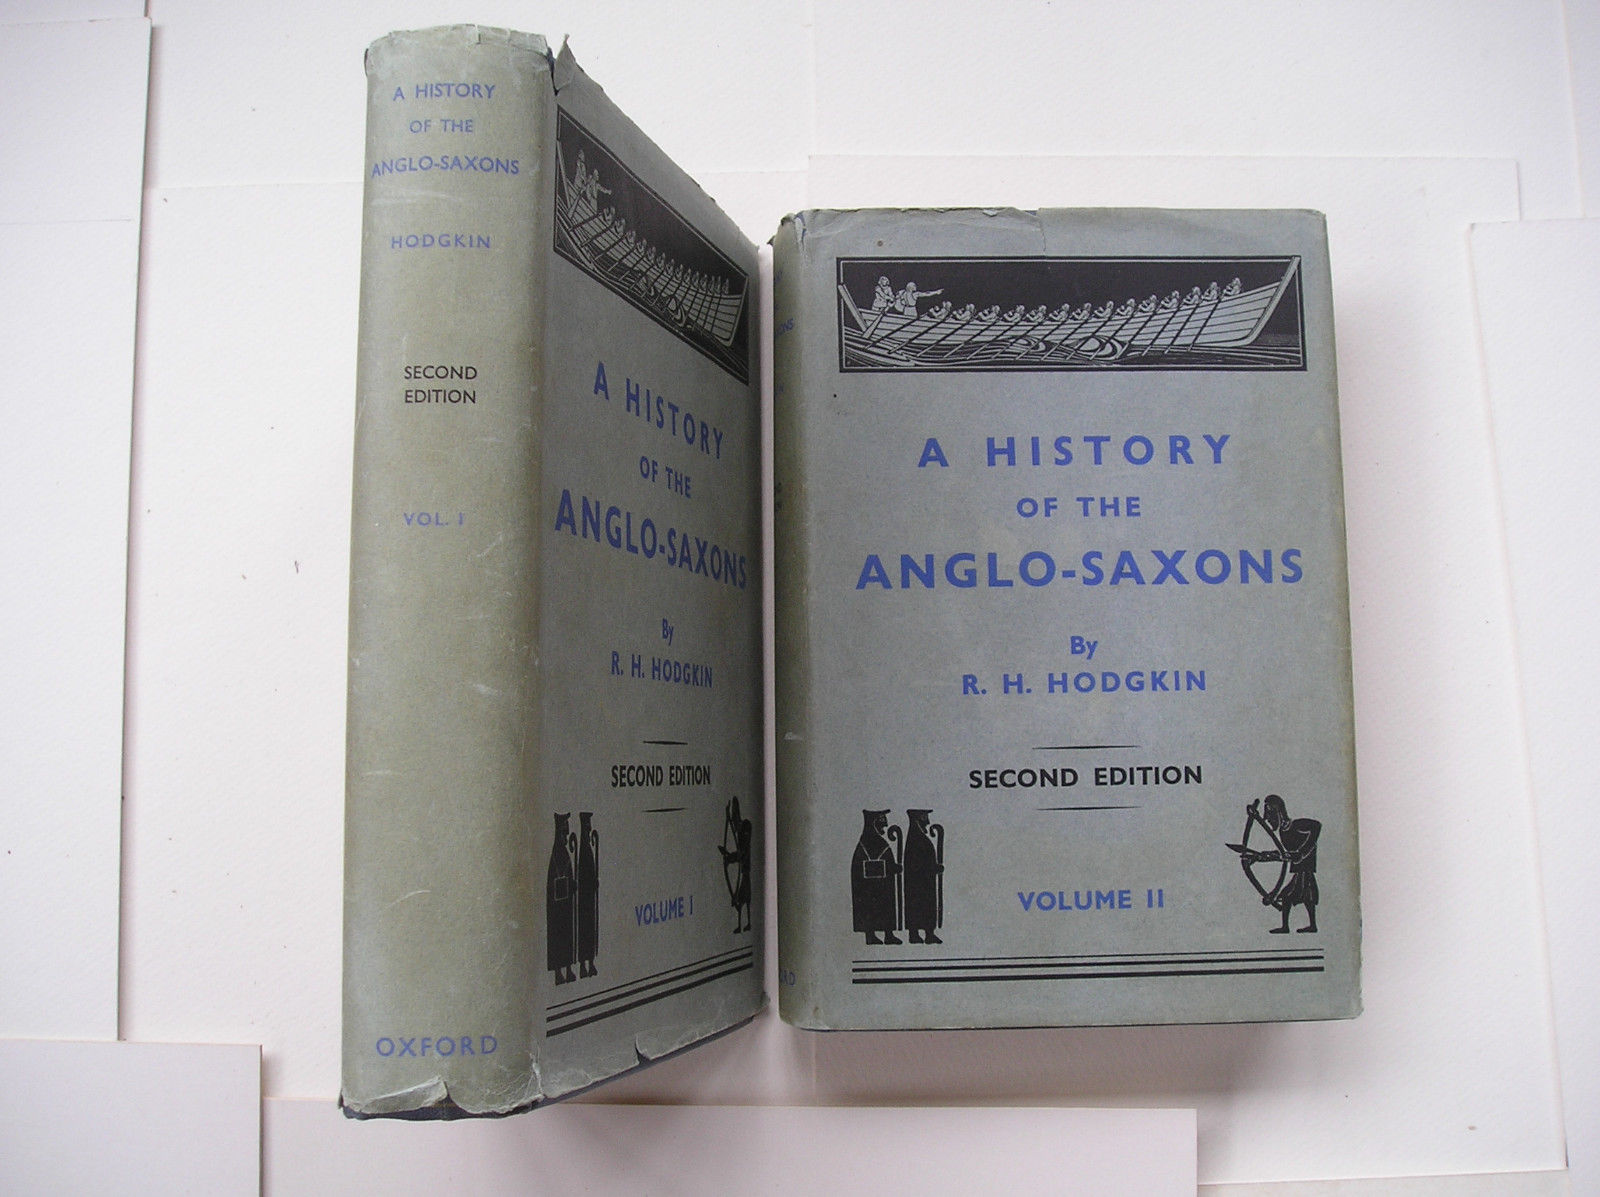 A HISTORY
OF THE
ANGLO-SAXONS
HODGKIN
SECOND
EDITION
VOL. I
OXFORD
A HISTORY
OF THE
ANGLO-SAXONS
By
R. H. HODGKIN
SECOND EDITION
VOLUME I
A HISTORY
OF THE
ANGLO-SAXONS
By
R. H. HODGKIN
SECOND EDITION
VOLUME II